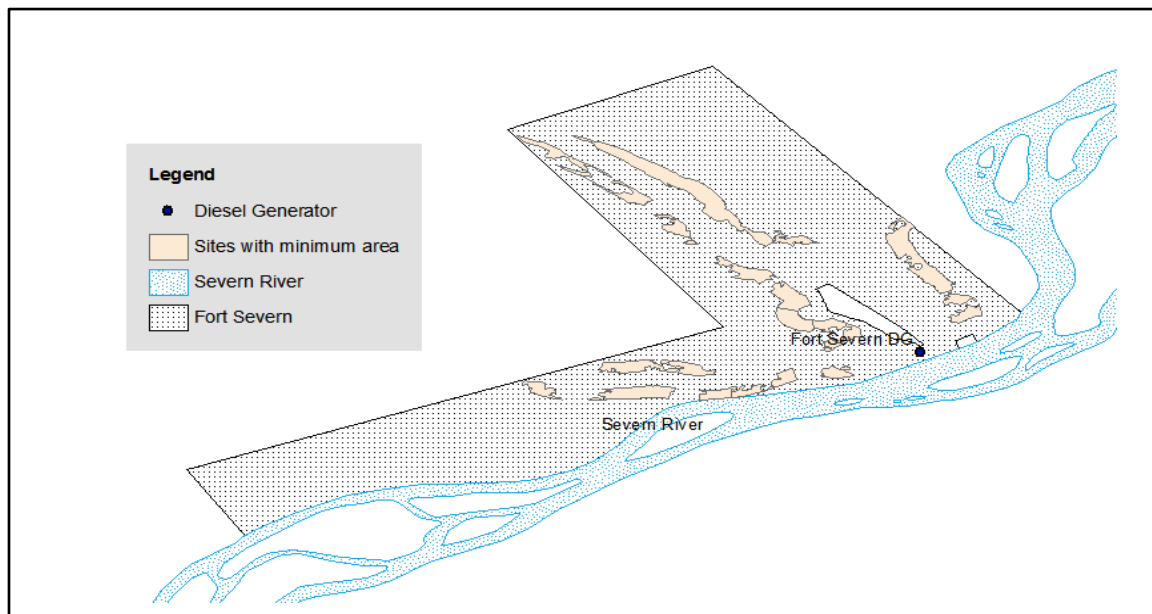 Legend
Diesel Generator
Sites with minimum area
Severn River
Fort Severn
Fort Severn DG
Severn River